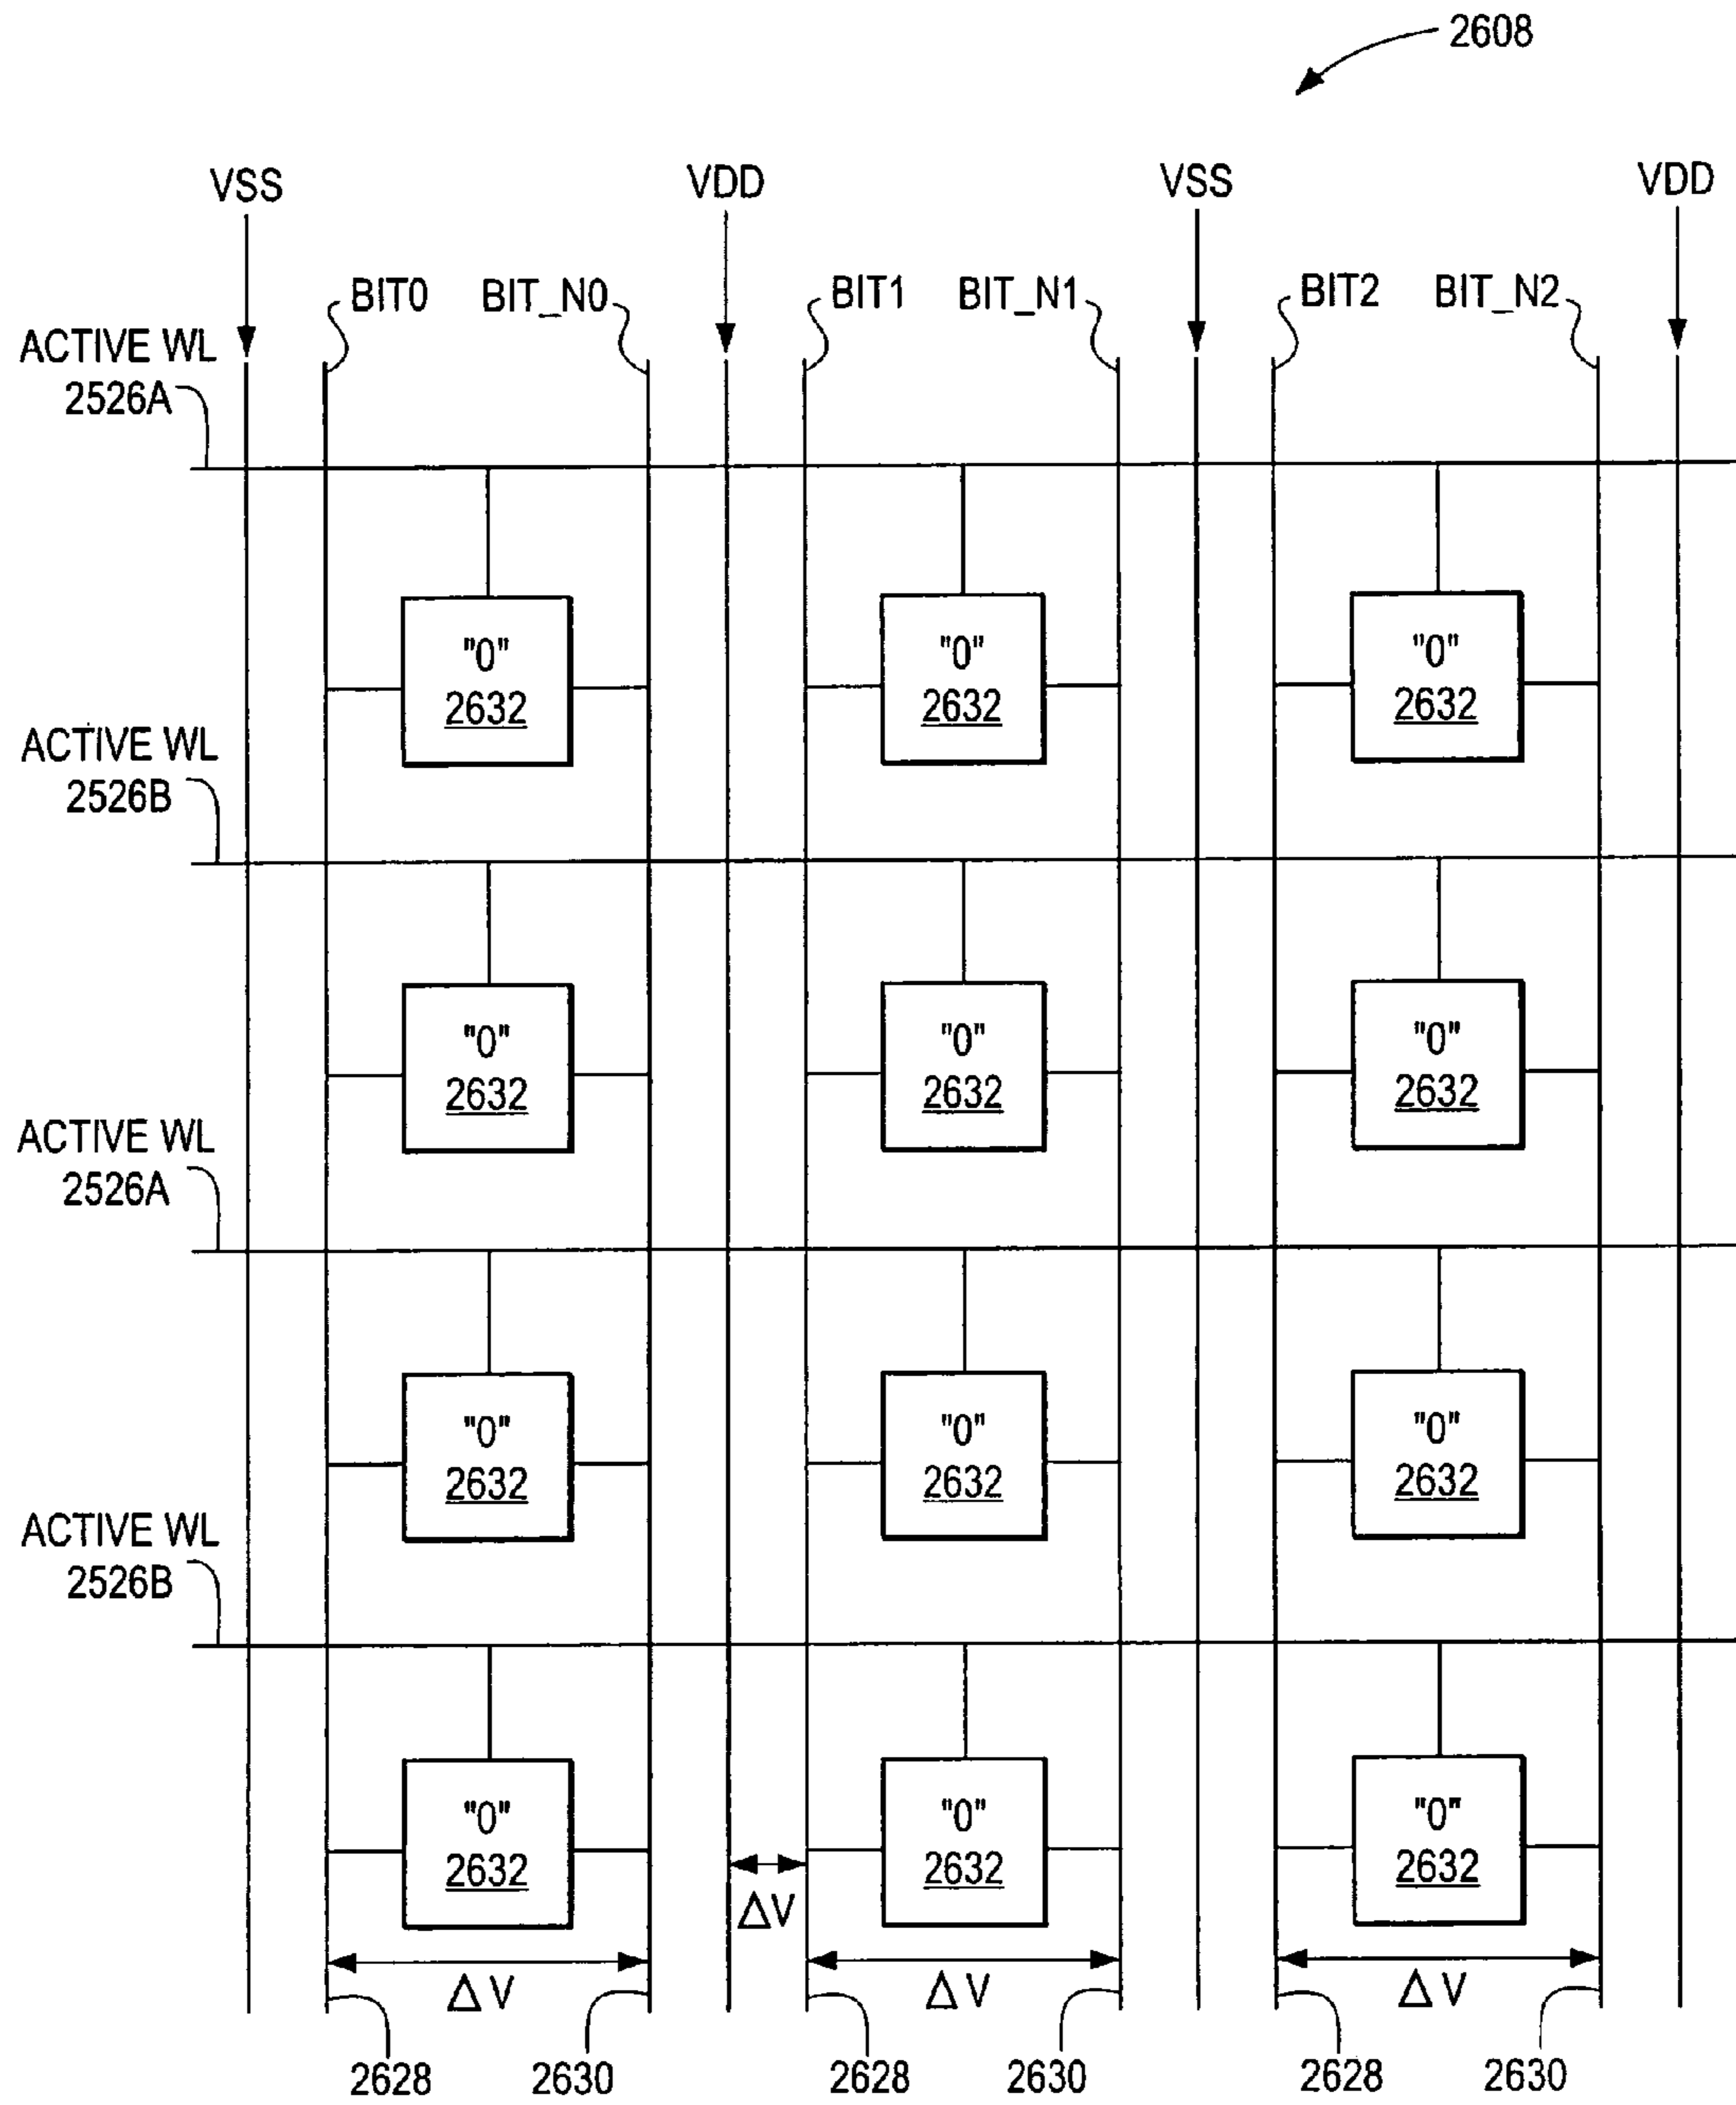 2608
VSS VDD VSS VDD
BIT0 BIT_N0 BIT1 BIT_N1 BIT2 BIT_N2
ACTIVE WL
2526A
"0" "0" "0"
2632 2632 2632
ACTIVE WL
2526B
"0" "0" "0"
2632 2632 2632
ACTIVE WL
2526A
"0" "0" "0"
2632 2632 2632
ACTIVE WL
2526B
"0" "0" "0"
2632 2632 2632
ΔV
ΔV ΔV ΔV
2628 2630 2628 2630 2628 2630